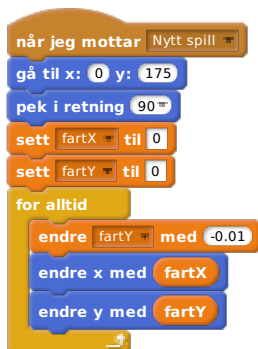 når jeg mottar Nytt spill
gå til x: 0 y: 175
pek i retning 90
sett fartX til 0
sett fartY til 0
for alltid
endre fartY med -0.01
endre x med fartX
endre y med fartY